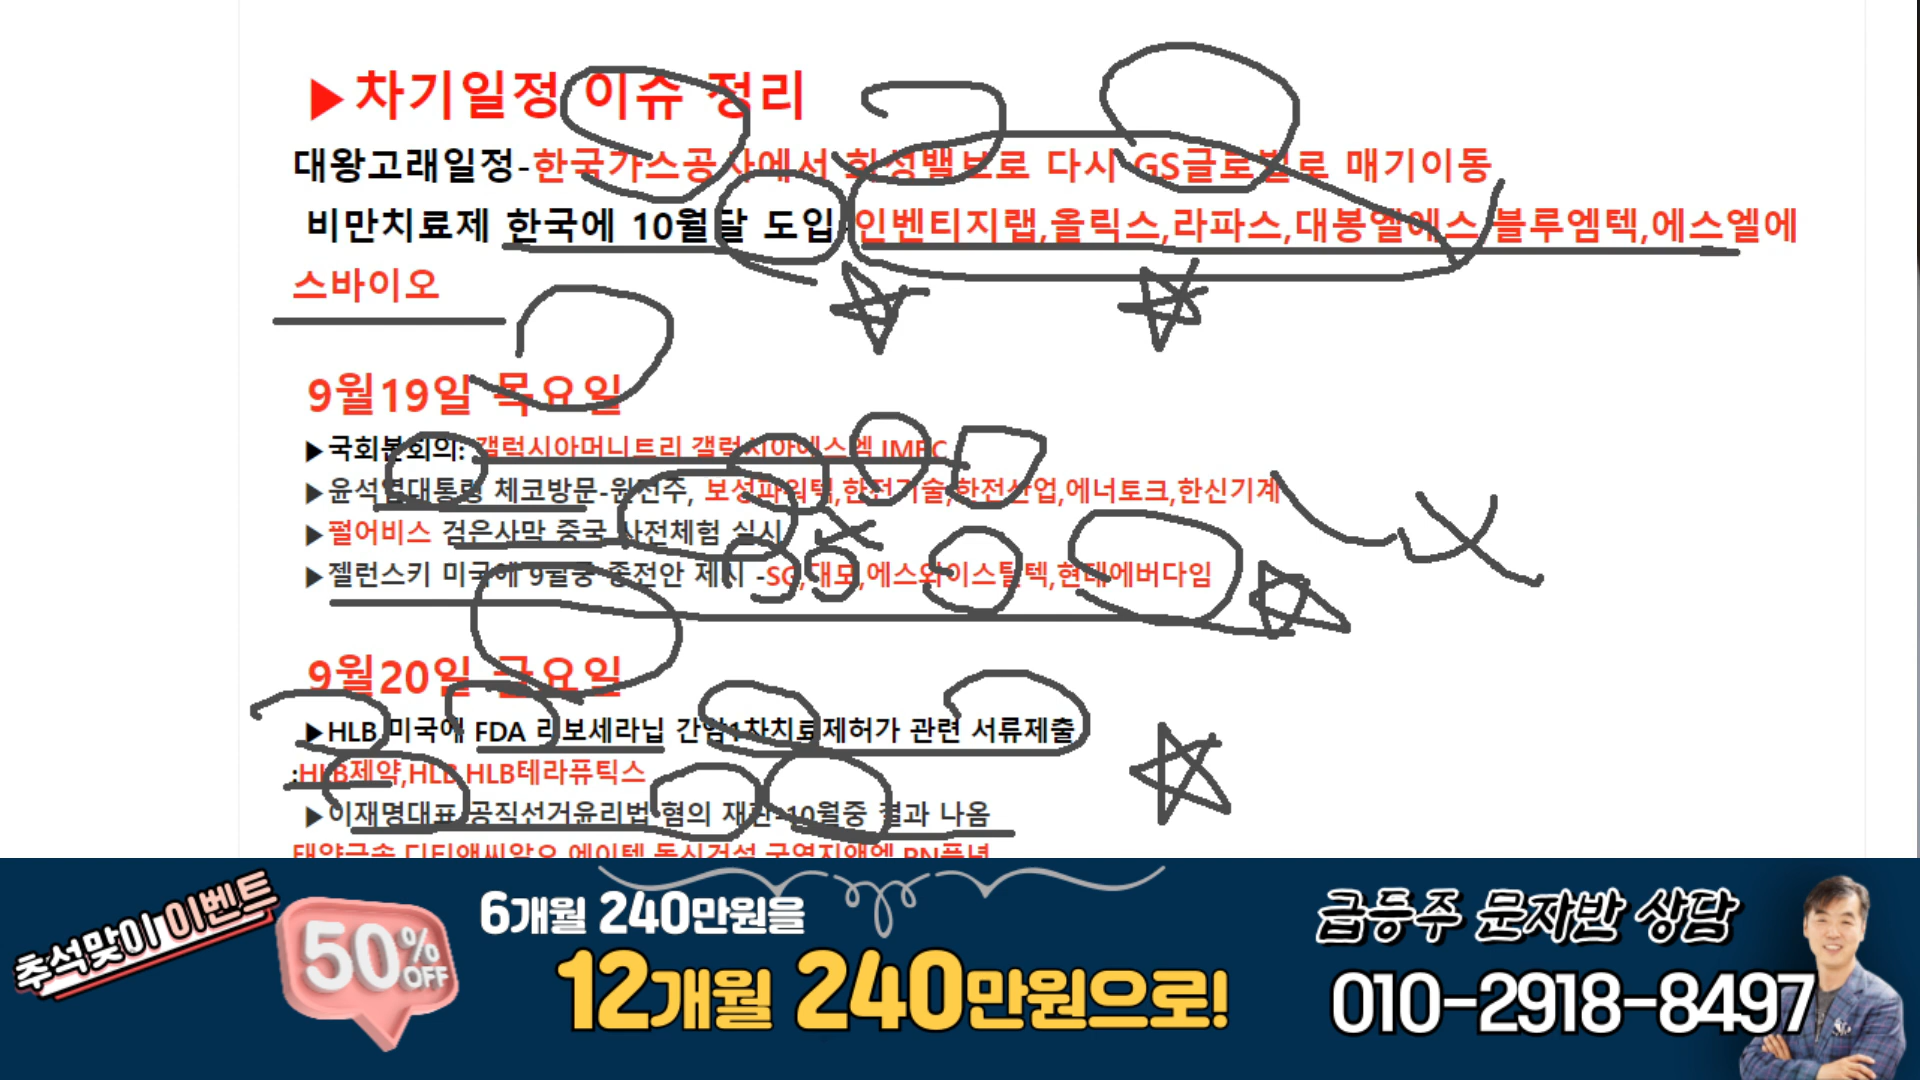 ▶차기일정 이슈 정리
대왕고래일정-한국가스공사에서 화성밸브로 다시 GS글로벌로 매기이동
비만치료제 한국에 10월달 도입-인벤티지랩,올릭스,라파스,대봉엘에스,블루엠텍,에스엘에
스바이오
9월19일 목요일
▶국회본회의: 갤럭시아머니트리 갤럭시아에스엠 IMBC
▶윤석열대통령 체코방문-원전주, 보성파워텍,한전기술,한전산업,에너토크,한신기계
▶펄어비스 검은사막 중국 사전체험 실시
▶젤런스키 미국에 9월중 종전안 제시 -SG,대모,에스와이스틸텍,현대에버다임
9월20일 금요일
▶HLB 미국애 FDA 리보세라닙 간암1차치료제허가 관련 서류제출
:HLB제약,HLB,HLB테라퓨틱스
▶이재명대표 공직선거윤리법 혐의 재판-10월중 결과 나옴
추석맞이 이벤트
50% OFF
6개월 240만원을
12개월 240만원으로!
급등주 문자반 상담
010-2918-8497